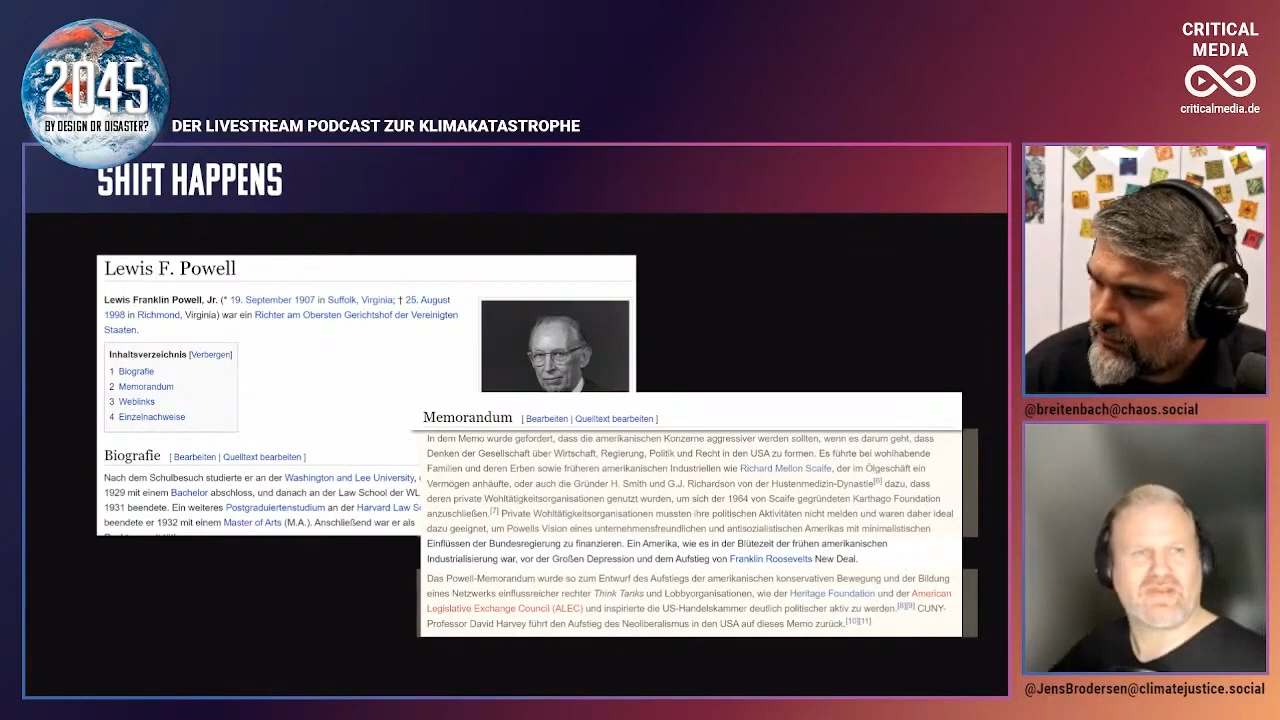 2045
BY DESIGN OR DISASTER?
DER LIVESTREAM PODCAST ZUR KLIMAKATASTROPHE
CRITICAL
MEDIA
criticalmedia.de
SHIFT HAPPENS
Lewis F. Powell
Lewis Franklin Powell, Jr. (* 19. September 1907 in Suffolk, Virginia; † 25. August
1998 in Richmond, Virginia) war ein Richter am Obersten Gerichtshof der Vereinigten
Staaten.
Inhaltsverzeichnis [Verbergen]
1 Biografie
2 Memorandum
3 Weblinks
4 Einzelnachweise
Biografie [ Bearbeiten | Quelltext bearbeiten ]
Nach dem Schulbesuch studierte er an der Washington and Lee University,
1929 mit einem Bachelor abschloss, und danach an der Law School der WL
1931 beendete. Ein weiteres Postgraduiertenstudium an der Harvard Law S
beendete er 1932 mit einem Master of Arts (M.A.). Anschließend war er als
Memorandum [ Bearbeiten | Quelltext bearbeiten ]
In dem Memo wurde gefordert, dass die amerikanischen Konzerne aggressiver werden sollten, wenn es darum geht, dass
Denken der Gesellschaft über Wirtschaft, Regierung, Politik und Recht in den USA zu formen. Es führte bei wohlhabende
Familien und deren Erben sowie früheren amerikanischen Industriellen wie Richard Mellon Scaife, der im Ölgeschäft ein
Vermögen anhäufte, oder auch die Gründer H. Smith und G.J. Richardson von der Hustenmedizin-Dynastie[6] dazu, dass
deren private Wohltätigkeitsorganisationen genutzt wurden, um sich der 1964 von Scaife gegründeten Karthago Foundation
anzuschließen.[7] Private Wohltätigkeitsorganisationen mussten ihre politischen Aktivitäten nicht melden und waren daher ideal
dazu geeignet, um Powells Vision eines unternehmensfreundlichen und antisozialistischen Amerikas mit minimalistischen
Einflüssen der Bundesregierung zu finanzieren. Ein Amerika, wie es in der Blütezeit der frühen amerikanischen
Industrialisierung war, vor der Großen Depression und dem Aufstieg von Franklin Roosevelts New Deal.
Das Powell-Memorandum wurde so zum Entwurf des Aufstiegs der amerikanischen konservativen Bewegung und der Bildung
eines Netzwerks einflussreicher rechter Think Tanks und Lobbyorganisationen, wie der Heritage Foundation und der American
Legislative Exchange Council (ALEC) und inspirierte die US-Handelskammer deutlich politischer aktiv zu werden.[8][9] CUNY-
Professor David Harvey führt den Aufstieg des Neoliberalismus in den USA auf dieses Memo zurück.[10][11]
@breitenbach@chaos.social
@JensBrodersen@climatejustice.social